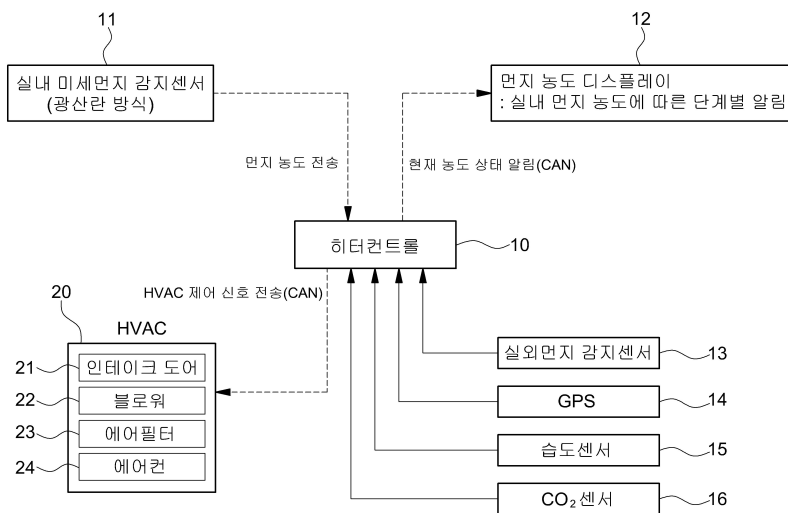 11
12
실내 미세먼지 감지센서
(광산란 방식)
먼지 농도 디스플레이
: 실내 먼지 농도에 따른 단계별 알림
먼지 농도 전송
현재 농도 상태 알림(CAN)
히터컨트롤
10
HVAC 제어 신호 전송(CAN)
20
HVAC
21
인테이크 도어
22
블로워
23
에어필터
24
에어컨
실외먼지 감지센서
13
GPS
14
습도센서
15
CO₂센서
16